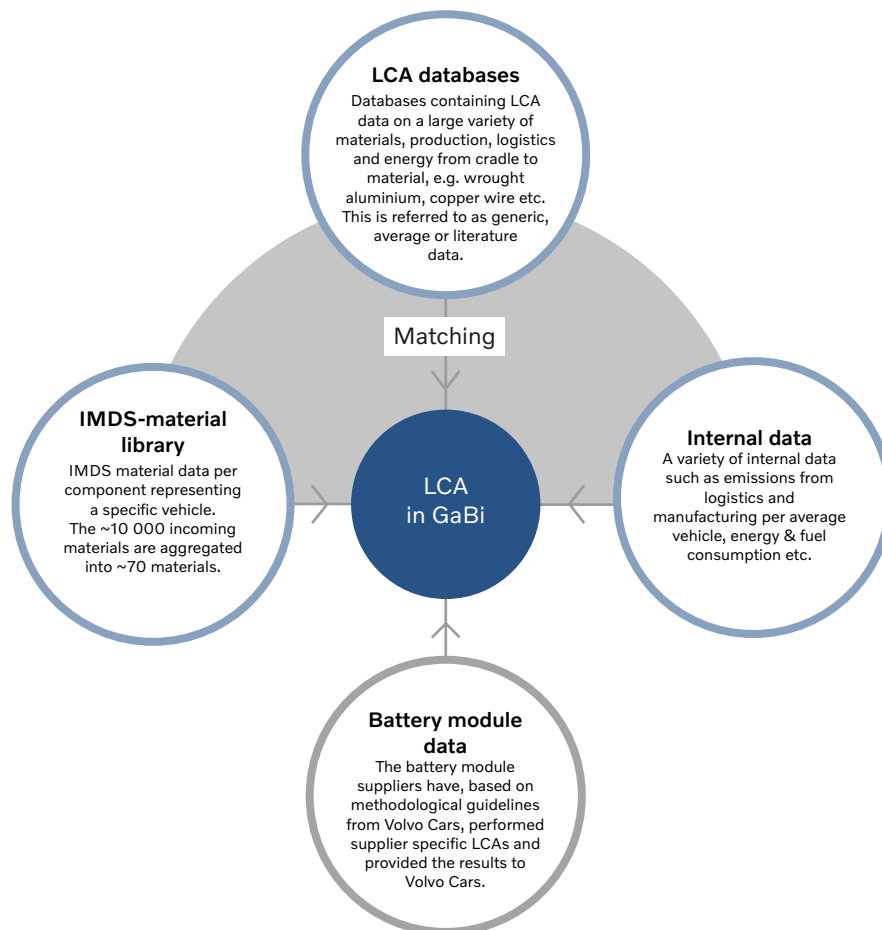 LCA databases
Databases containing LCA
data on a large variety of
materials, production, logistics
and energy from cradle to
material, e.g. wrought
aluminium, copper wire etc.
This is referred to as generic,
average or literature
data.
Matching
IMDS-material
library
IMDS material data per
component representing
a specific vehicle.
The ~10 000 incoming
materials are aggregated
into ~70 materials.
LCA
in GaBi
Internal data
A variety of internal data
such as emissions from
logistics and
manufacturing per average
vehicle, energy & fuel
consumption etc.
Battery module
data
The battery module
suppliers have, based on
methodological guidelines
from Volvo Cars, performed
supplier specific LCAs and
provided the results to
Volvo Cars.